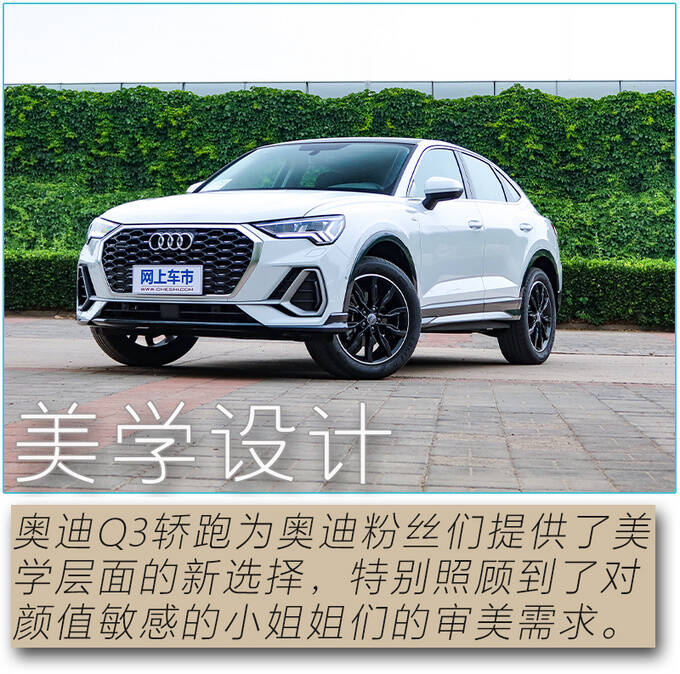 网上车市
WWW.CHESHI.COM
美学设计
奥迪Q3轿跑为奥迪粉丝们提供了美
学层面的新选择，特别照顾到了对
颜值敏感的小姐姐们的审美需求。